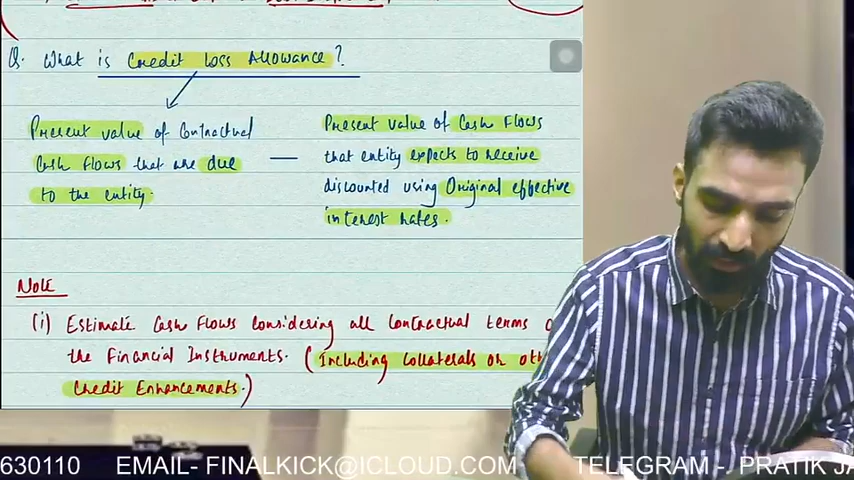 Q. What is Credit Loss Allowance?
Present value of Contractual
Cash Flows that are due
to the entity.
—
Present value of Cash Flows
that entity expects to receive
discounted using Original effective
interest rates.
Note
(i) Estimate Cash Flows Considering all Contractual terms
the Financial Instruments. (Including Collaterals or
Credit Enhancements.)
630110 EMAIL- FINALKICK@ICLOUD.COM TELEGRAM - PRATIK JA